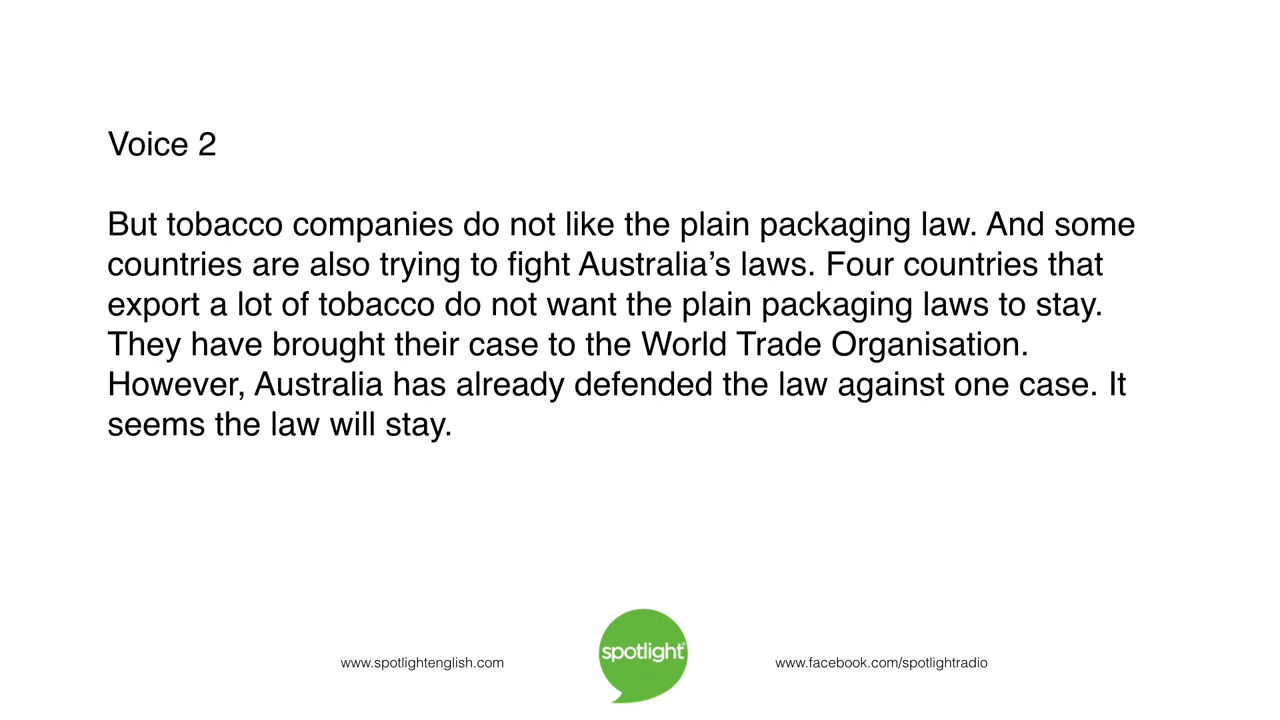 Voice 2
But tobacco companies do not like the plain packaging law. And some
countries are also trying to fight Australia’s laws. Four countries that
export a lot of tobacco do not want the plain packaging laws to stay.
They have brought their case to the World Trade Organisation.
However, Australia has already defended the law against one case. It
seems the law will stay.
www.spotlightenglish.com
spotlight®
www.facebook.com/spotlightradio